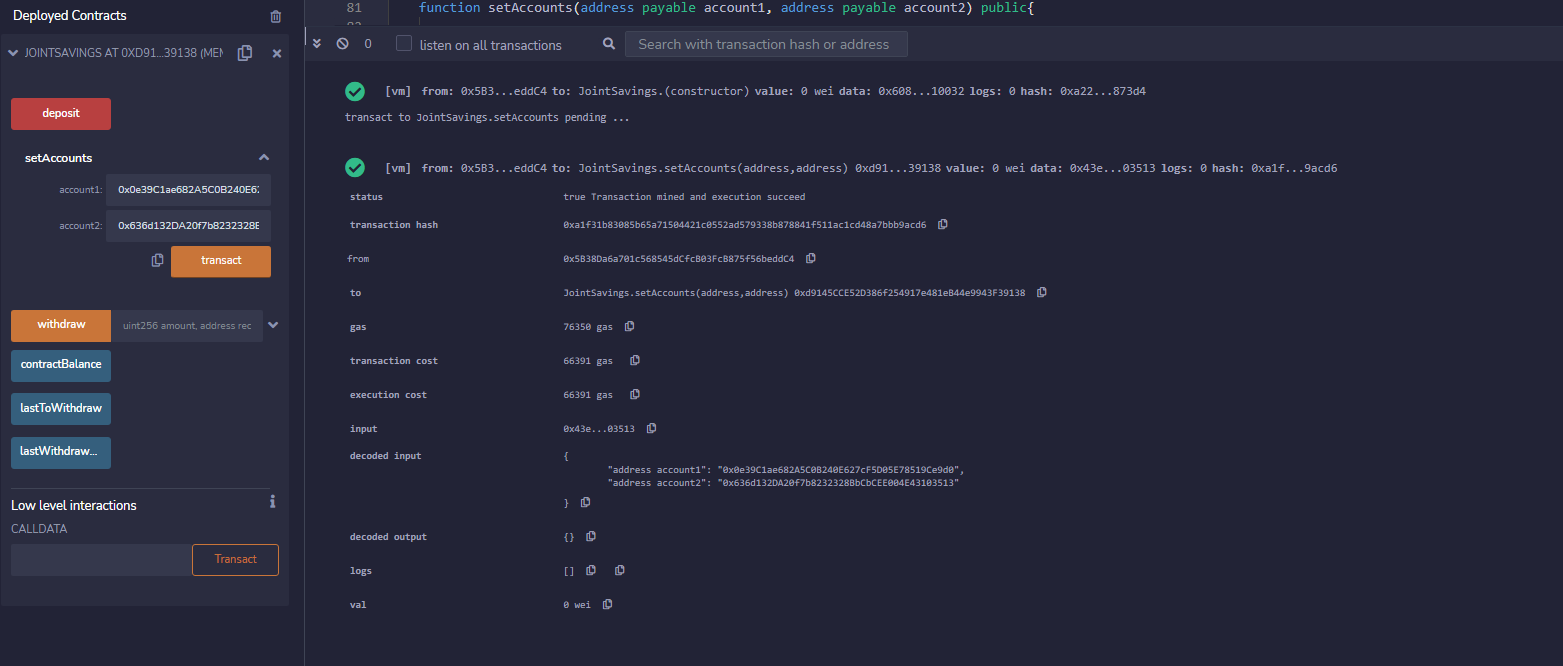 Deployed Contracts
JOINTSAVINGS AT 0XD91...39138 (MEM
deposit
setAccounts
account1: 0x0e39C1ae682A5C0B240E62
account2: 0x636d132DA20f7b8232328E
transact
withdraw uint256 amount, address rec
contractBalance
lastToWithdraw
lastWithdraw...
Low level interactions
CALLDATA
Transact
81 function setAccounts(address payable account1, address payable account2) public{
0 listen on all transactions Search with transaction hash or address
[vm] from: 0x5B3...eddC4 to: JointSavings.(constructor) value: 0 wei data: 0x608...10032 logs: 0 hash: 0xa22...873d4
transact to JointSavings.setAccounts pending ...
[vm] from: 0x5B3...eddC4 to: JointSavings.setAccounts(address,address) 0xd91...39138 value: 0 wei data: 0x43e...03513 logs: 0 hash: 0xa1f...9acd6
status true Transaction mined and execution succeed
transaction hash 0xa1f31b83085b65a71504421c0552ad579338b878841f511ac1cd48a7bbb9acd6
from 0x5B38Da6a701c568545dCfcB03FcB875f56beddC4
to JointSavings.setAccounts(address,address) 0xd9145CCE52D386f254917e481eB44e9943F39138
gas 76350 gas
transaction cost 66391 gas
execution cost 66391 gas
input 0x43e...03513
decoded input {
"address account1": "0x0e39C1ae682A5C0B240E627cF5D05E78519Ce9d0",
"address account2": "0x636d132DA20f7b8232328BbCbCEE004E43103513"
}
decoded output {}
logs []
val 0 wei